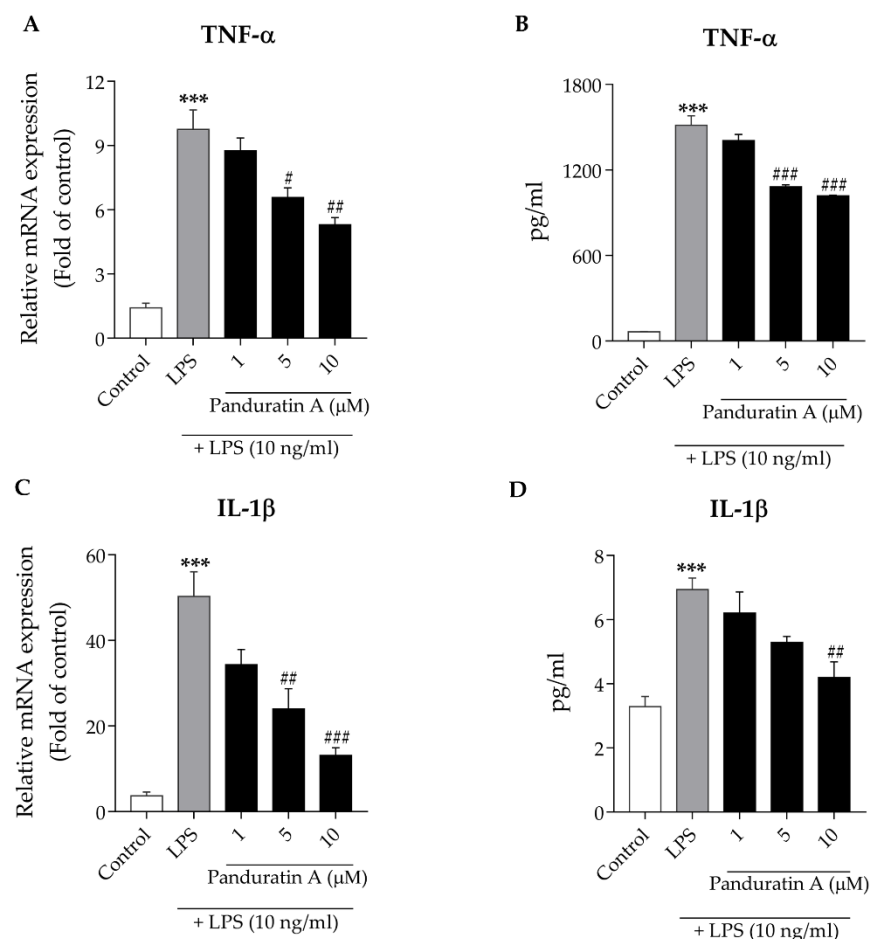 A
TNF-α
Relative mRNA expression
(Fold of control)
12
9
6
3
0
***
#
##
Control
LPS
1
5
10
Panduratin A (μM)
+ LPS (10 ng/ml)
B
TNF-α
pg/ml
1800
1200
600
0
***
###
###
Control
LPS
1
5
10
Panduratin A (μM)
+ LPS (10 ng/ml)
C
IL-1β
Relative mRNA expression
(Fold of control)
60
40
20
0
***
##
###
Control
LPS
1
5
10
Panduratin A (μM)
+ LPS (10 ng/ml)
D
IL-1β
pg/ml
8
6
4
2
0
***
##
Control
LPS
1
5
10
Panduratin A (μM)
+ LPS (10 ng/ml)